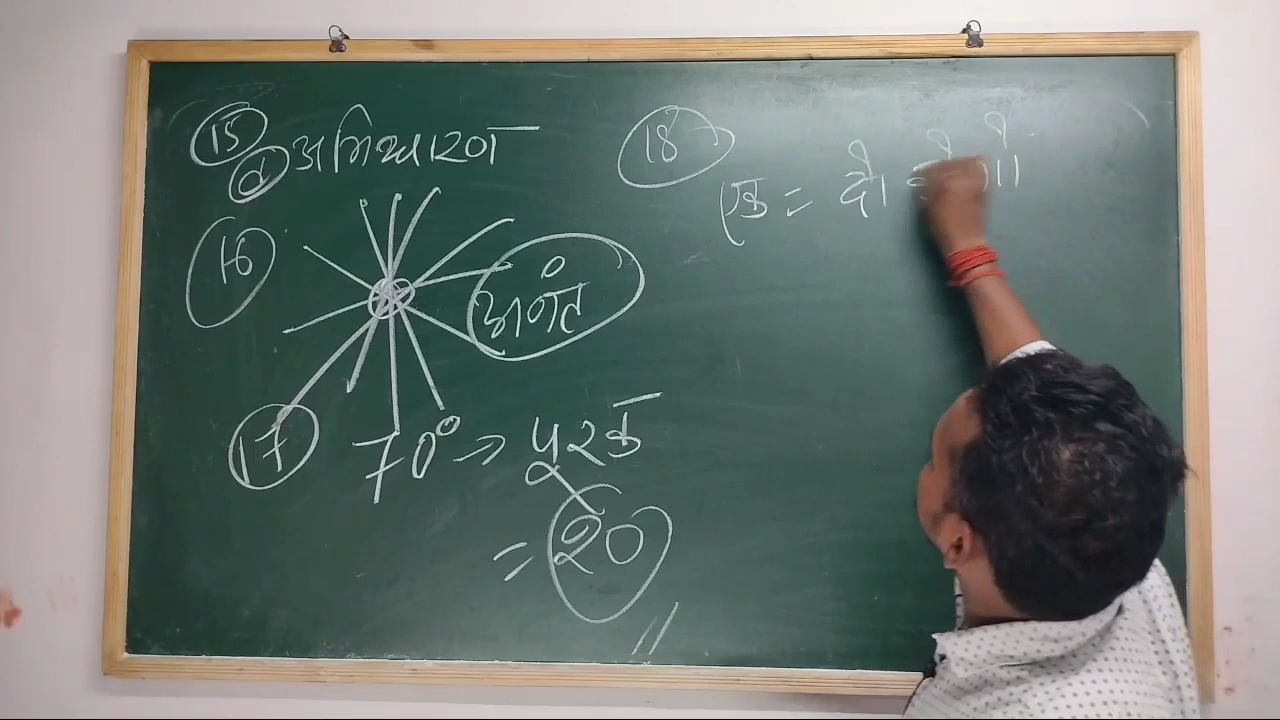 15
d अभिधारणा
16
अनंत
17 70° => पूरक
= 20
18
एक = दो